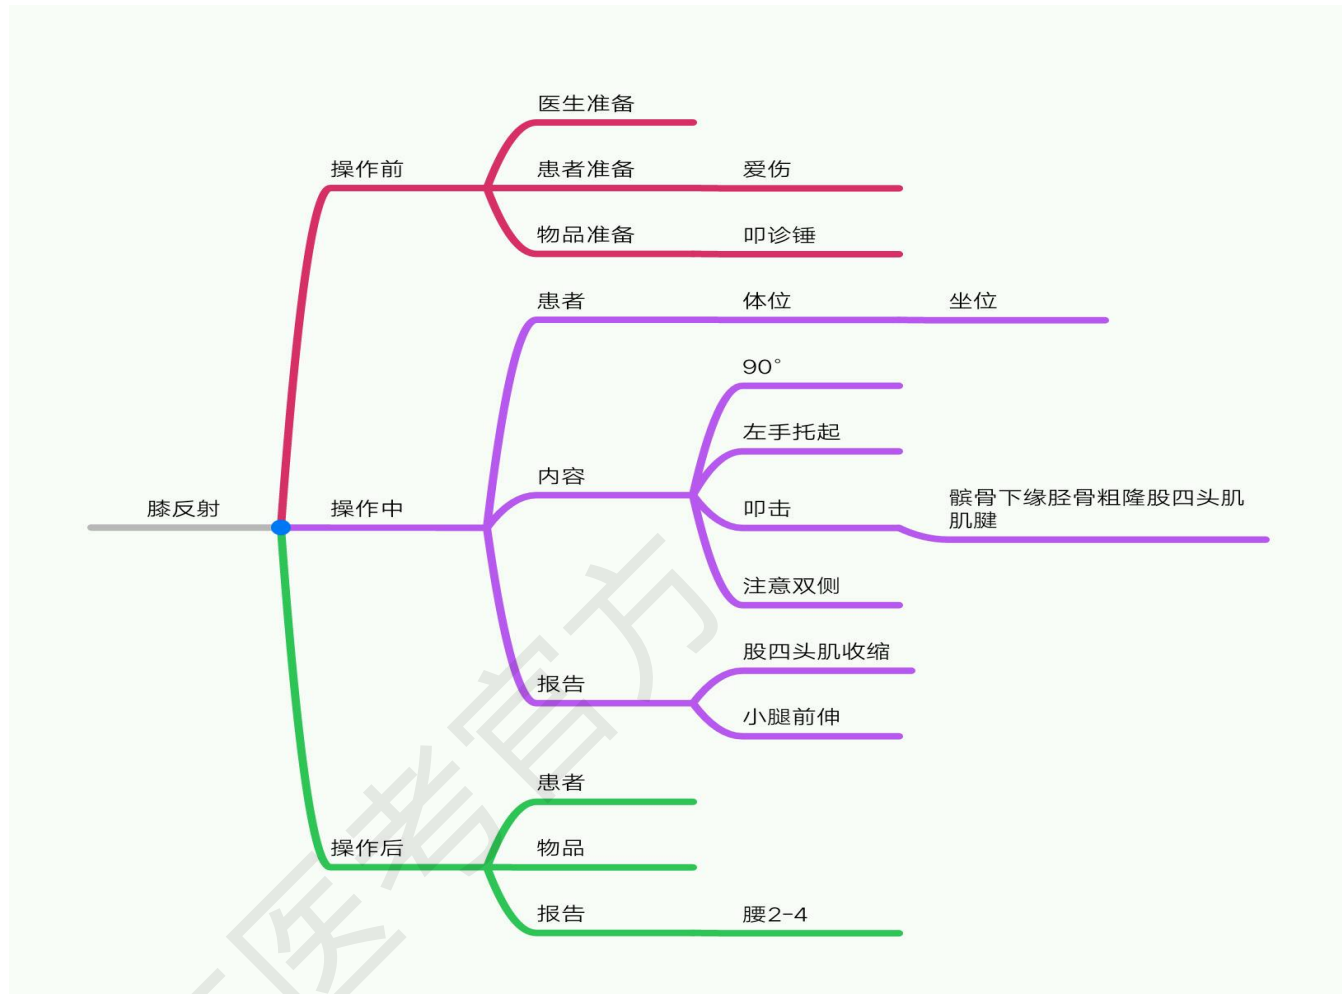 医生准备
操作前
患者准备
爱伤
物品准备
叩诊锤
患者
体位
坐位
90°
左手托起
内容
膝反射
操作中
叩击
髌骨下缘胫骨粗隆股四头肌
肌腱
注意双侧
股四头肌收缩
报告
小腿前伸
患者
操作后
物品
报告
腰2-4
医考官方